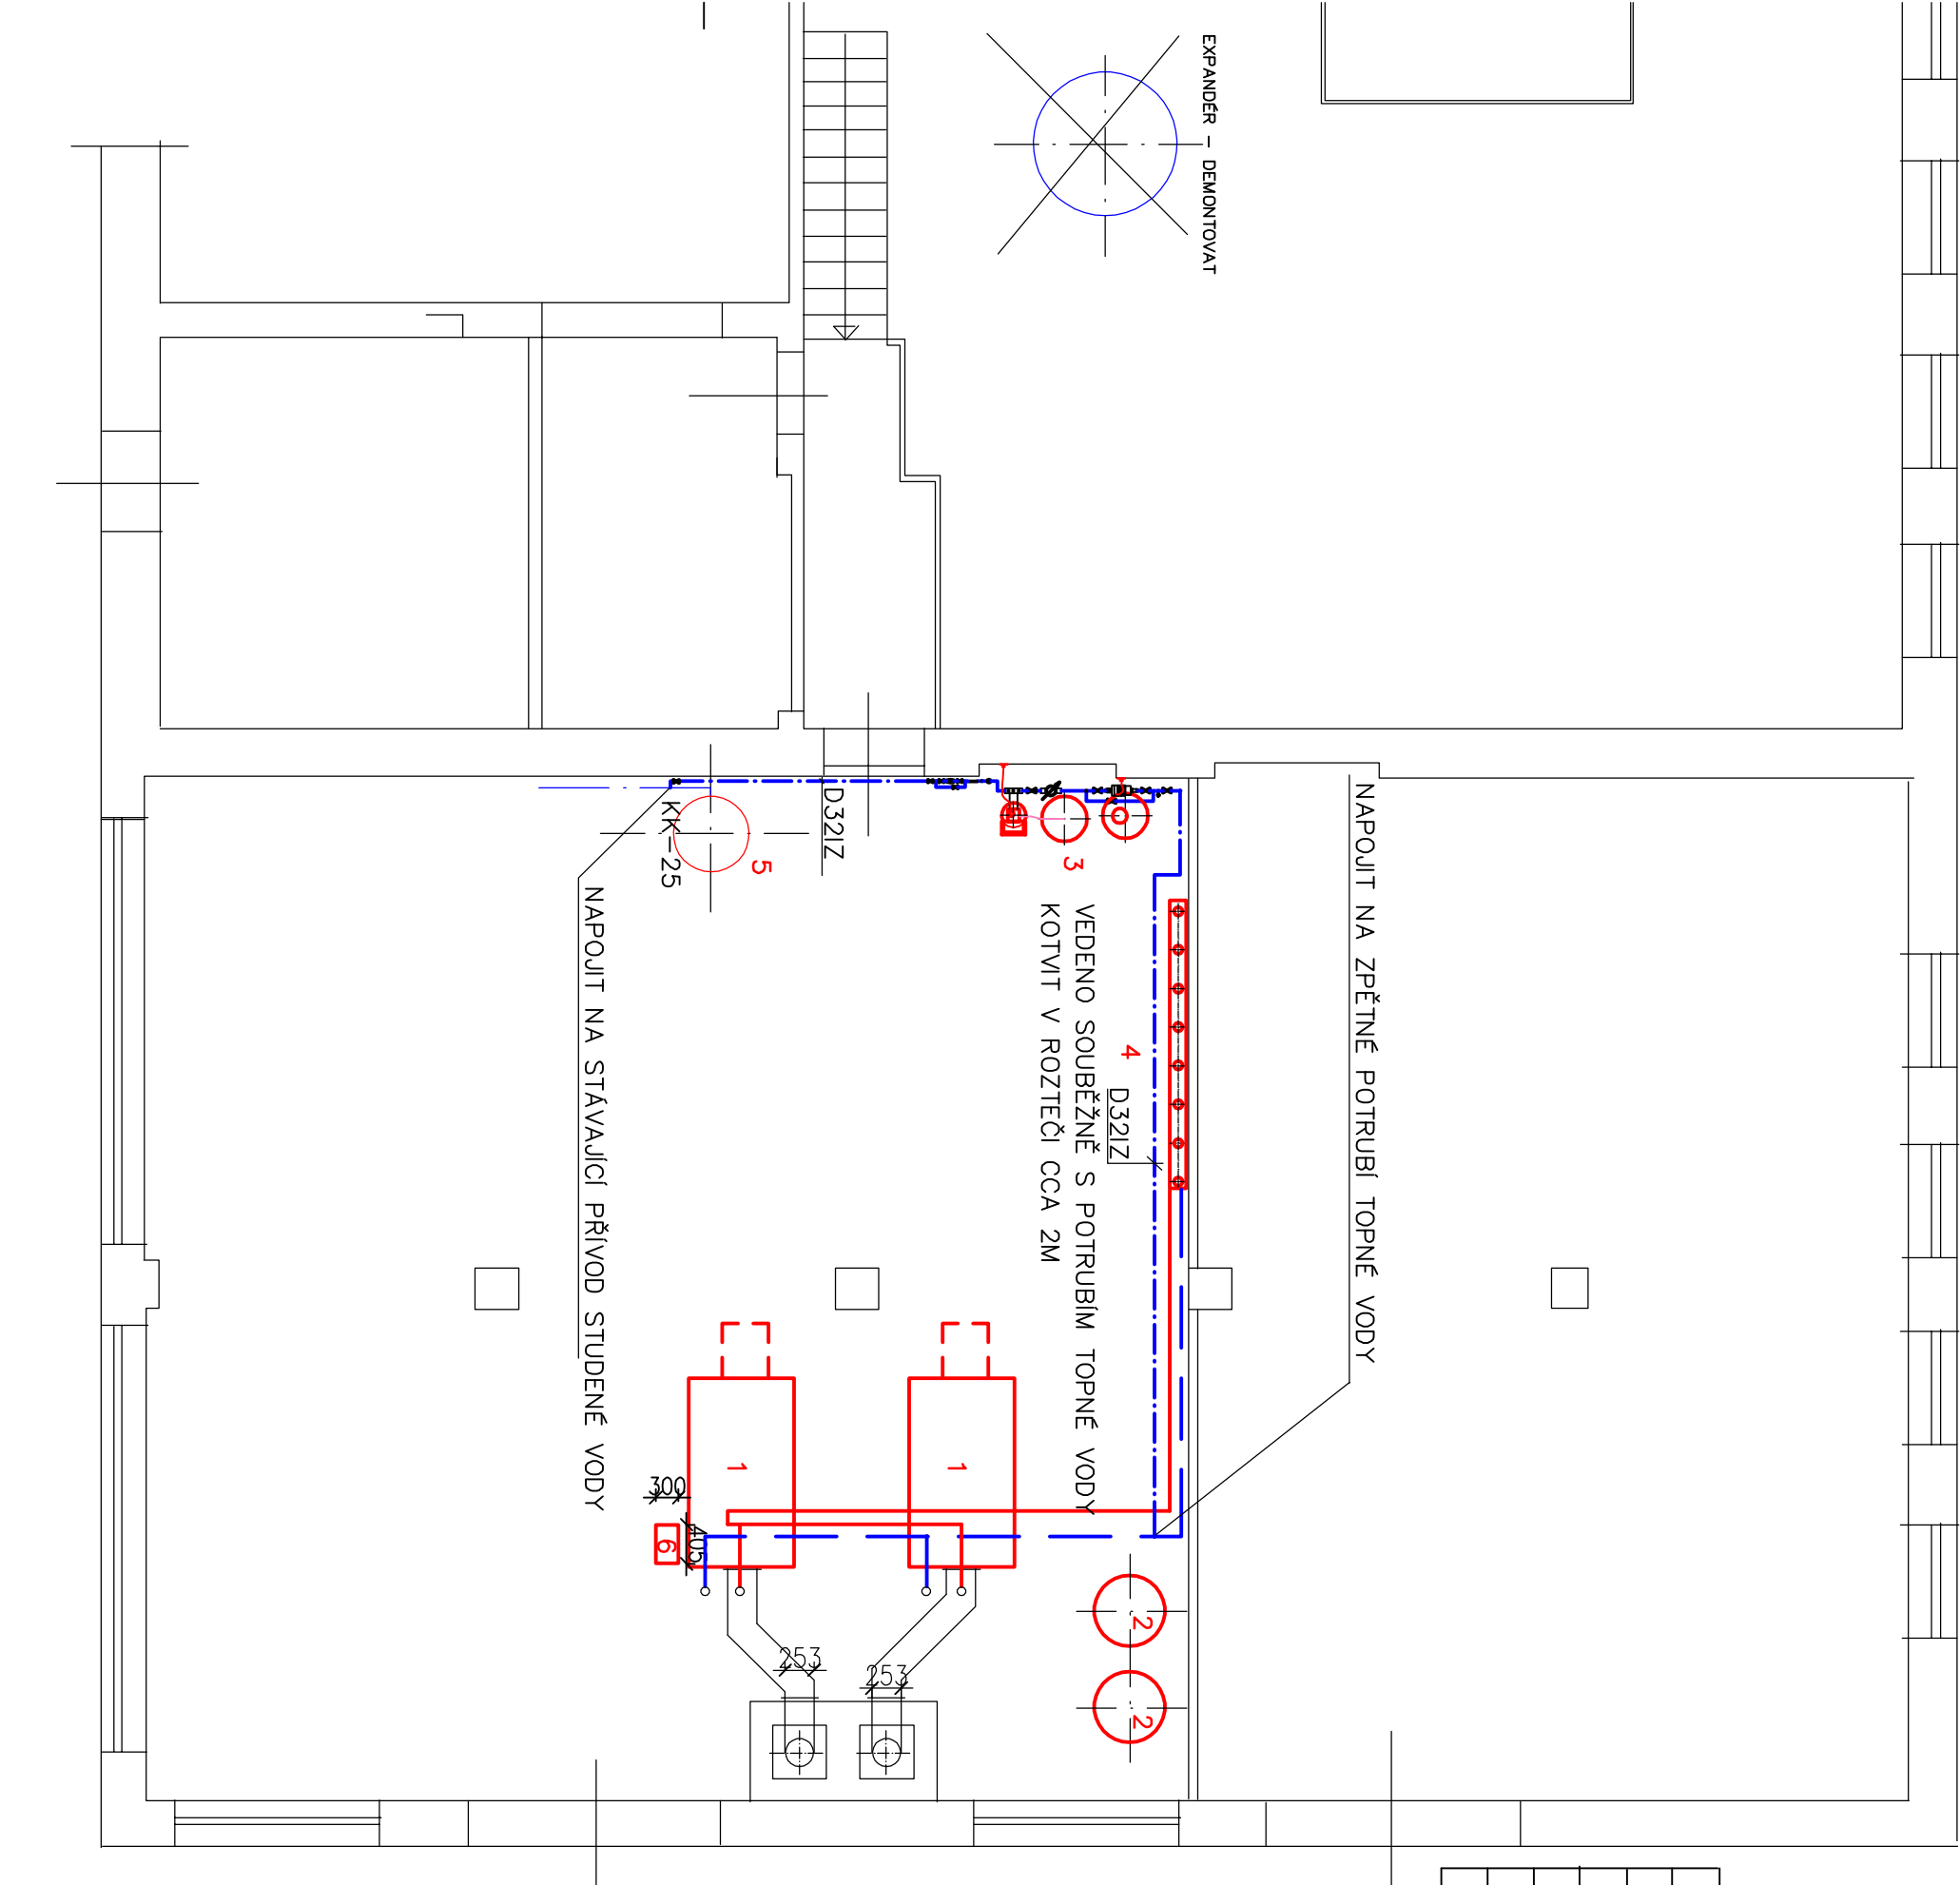 EXPANDÉR - DEMONTOVAT
D32IZ
KK-25
5
3
NAPOJIT NA ZPĚTNÉ POTRUBÍ TOPNÉ VODY
VEDENO SOUBĚŽNĚ S POTRUBÍM TOPNÉ VODY
KOTVIT V ROZTEČI CCA 2M
NAPOJIT NA STÁVAJÍCÍ PŘÍVOD STUDENÉ VODY
4
D32IZ
1
1
300
405
6
2
253
253
2